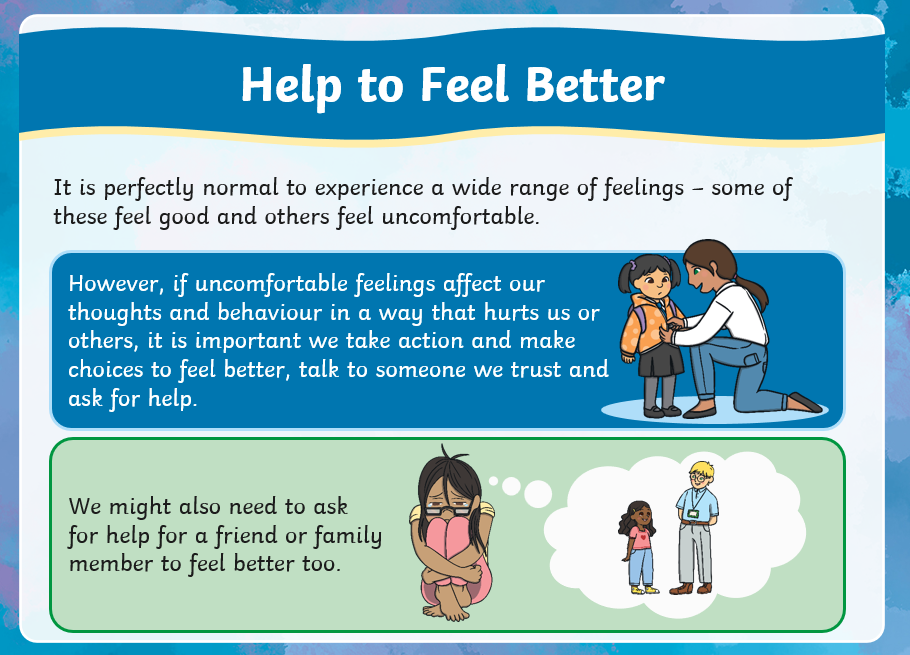 Help to Feel Better
It is perfectly normal to experience a wide range of feelings – some of
these feel good and others feel uncomfortable.
However, if uncomfortable feelings affect our
thoughts and behaviour in a way that hurts us or
others, it is important we take action and make
choices to feel better, talk to someone we trust and
ask for help.
We might also need to ask
for help for a friend or family
member to feel better too.